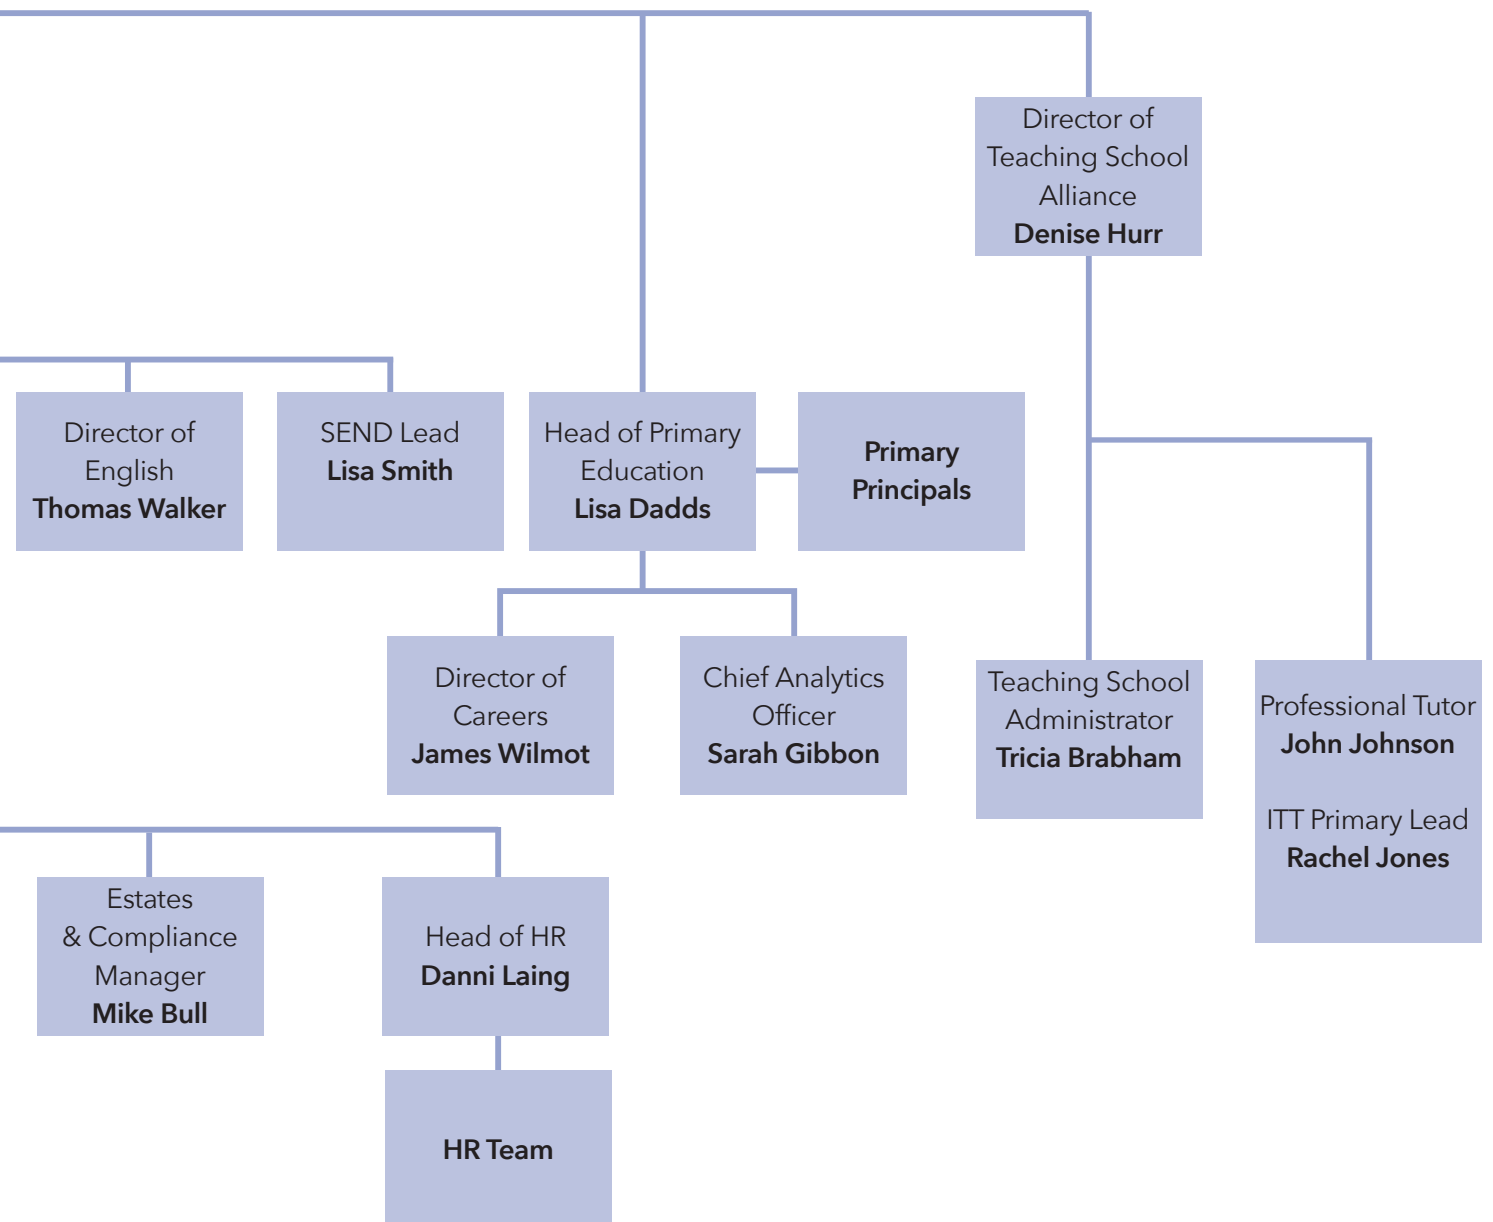 Director of
Teaching School
Alliance
Denise Hurr
Director of
English
Thomas Walker
SEND Lead
Lisa Smith
Head of Primary
Education
Lisa Dadds
Primary
Principals
Director of
Careers
James Wilmot
Chief Analytics
Officer
Sarah Gibbon
Teaching School
Administrator
Tricia Brabham
Professional Tutor
John Johnson
ITT Primary Lead
Rachel Jones
Estates
& Compliance
Manager
Mike Bull
Head of HR
Danni Laing
HR Team